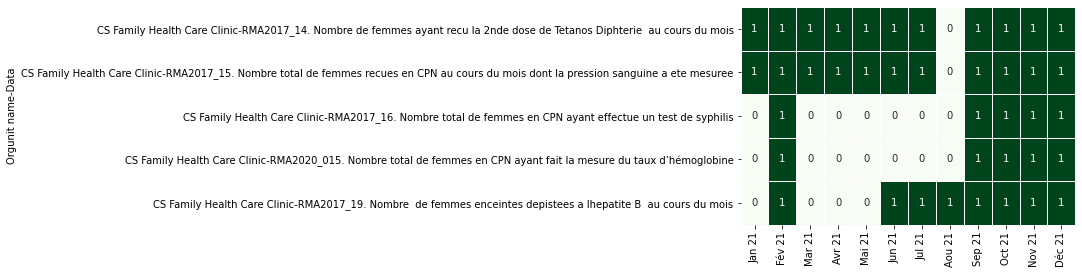 CS Family Health Care Clinic-RMA2017_14. Nombre de femmes ayant recu la 2nde dose de Tetanos Diphterie  au cours du mois
1 1 1 1 1 1 1 0 1 1 1 1
CS Family Health Care Clinic-RMA2017_15. Nombre total de femmes recues en CPN au cours du mois dont la pression sanguine a ete mesuree
1 1 1 1 1 1 1 0 1 1 1 1
CS Family Health Care Clinic-RMA2017_16. Nombre total de femmes en CPN ayant effectue un test de syphilis
0 1 0 0 0 0 0 0 1 1 1 1
CS Family Health Care Clinic-RMA2020_015. Nombre total de femmes en CPN ayant fait la mesure du taux d’hémoglobine
0 1 0 0 0 0 0 0 1 1 1 1
CS Family Health Care Clinic-RMA2017_19. Nombre  de femmes enceintes depistees a lhepatite B  au cours du mois
0 1 0 0 0 1 1 1 1 1 1 1
Orgunit name-Data
Jan 21
Fév 21
Mar 21
Avr 21
Mai 21
Jun 21
Jul 21
Aou 21
Sep 21
Oct 21
Nov 21
Déc 21